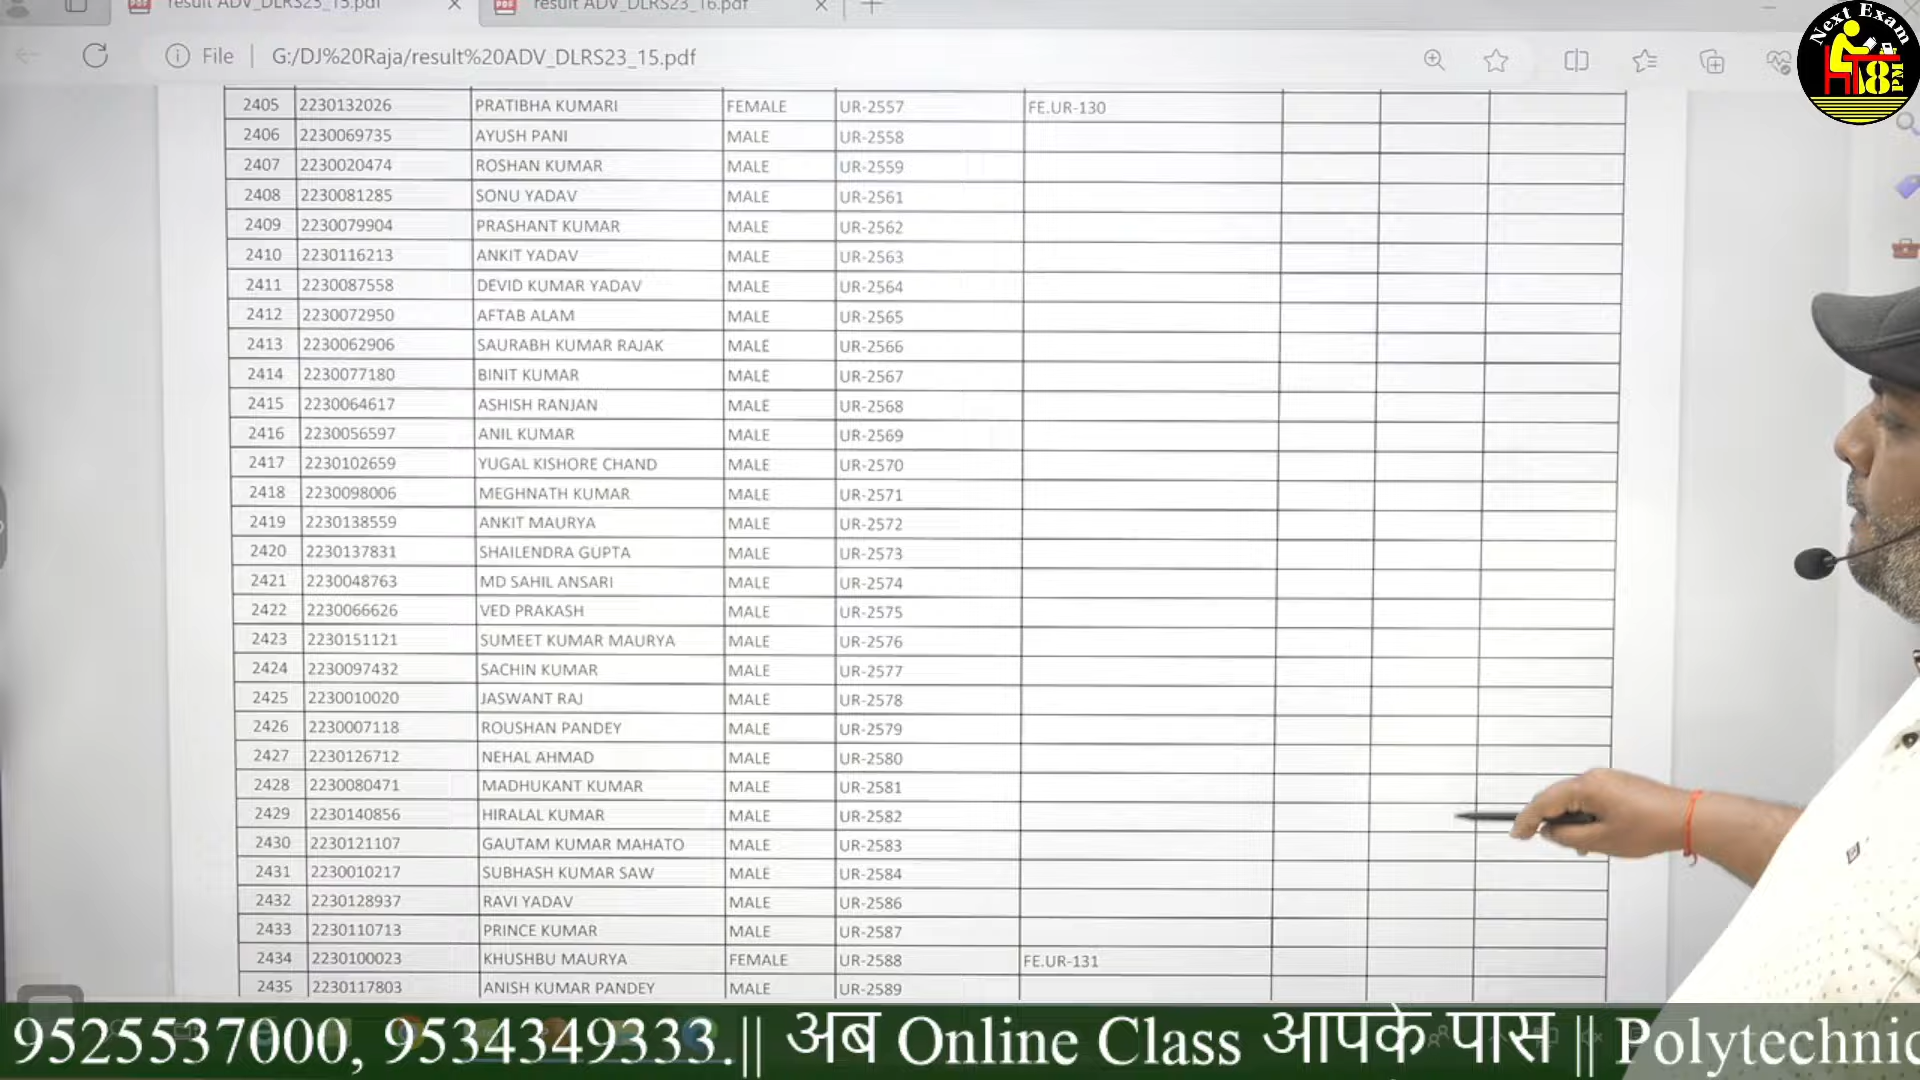 result ADV_DLRS23_15.pdf
result ADV_DLRS23_16.pdf
File G:/DJ%20Raja/result%20ADV_DLRS23_15.pdf
Next Exam
8 PM
2405 2230132026 PRATIBHA KUMARI FEMALE UR-2557 FE.UR-130
2406 2230069735 AYUSH PANI MALE UR-2558
2407 2230020474 ROSHAN KUMAR MALE UR-2559
2408 2230081285 SONU YADAV MALE UR-2561
2409 2230079904 PRASHANT KUMAR MALE UR-2562
2410 2230116213 ANKIT YADAV MALE UR-2563
2411 2230087558 DEVID KUMAR YADAV MALE UR-2564
2412 2230072950 AFTAB ALAM MALE UR-2565
2413 2230062906 SAURABH KUMAR RAJAK MALE UR-2566
2414 2230077180 BINIT KUMAR MALE UR-2567
2415 2230064617 ASHISH RANJAN MALE UR-2568
2416 2230056597 ANIL KUMAR MALE UR-2569
2417 2230102659 YUGAL KISHORE CHAND MALE UR-2570
2418 2230098006 MEGHNATH KUMAR MALE UR-2571
2419 2230138559 ANKIT MAURYA MALE UR-2572
2420 2230137831 SHAILENDRA GUPTA MALE UR-2573
2421 2230048763 MD SAHIL ANSARI MALE UR-2574
2422 2230066626 VED PRAKASH MALE UR-2575
2423 2230151121 SUMEET KUMAR MAURYA MALE UR-2576
2424 2230097432 SACHIN KUMAR MALE UR-2577
2425 2230010020 JASWANT RAJ MALE UR-2578
2426 2230007118 ROUSHAN PANDEY MALE UR-2579
2427 2230126712 NEHAL AHMAD MALE UR-2580
2428 2230080471 MADHUKANT KUMAR MALE UR-2581
2429 2230140856 HIRALAL KUMAR MALE UR-2582
2430 2230121107 GAUTAM KUMAR MAHATO MALE UR-2583
2431 2230010217 SUBHASH KUMAR SAW MALE UR-2584
2432 2230128937 RAVI YADAV MALE UR-2586
2433 2230110713 PRINCE KUMAR MALE UR-2587
2434 2230100023 KHUSHBU MAURYA FEMALE UR-2588 FE.UR-131
2435 2230117803 ANISH KUMAR PANDEY MALE UR-2589
9525537000, 9534349333.|| अब Online Class आपके पास || Polytechnic